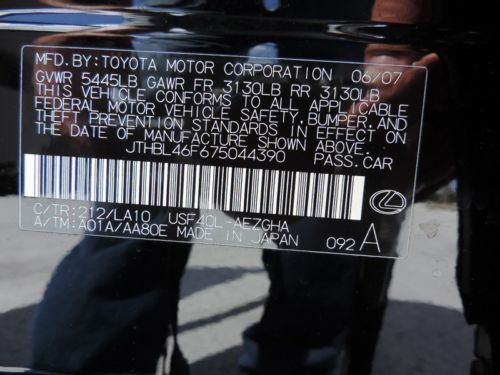 MFD. BY: TOYOTA MOTOR CORPORATION 06/07
GVWR 5445LB GAWR FR 3130LB RR 3130LB
THIS VEHICLE CONFORMS TO ALL APPLICABLE
FEDERAL MOTOR VEHICLE SAFETY, BUMPER, AND
THEFT PREVENTION STANDARDS IN EFFECT ON
THE DATE OF MANUFACTURE SHOWN ABOVE.
JTHBL46F675044390 PASS. CAR
C/TR: 212/LA10 USF40L-AEZGHA
A/TM: A01A/AA80E MADE IN JAPAN 092 A